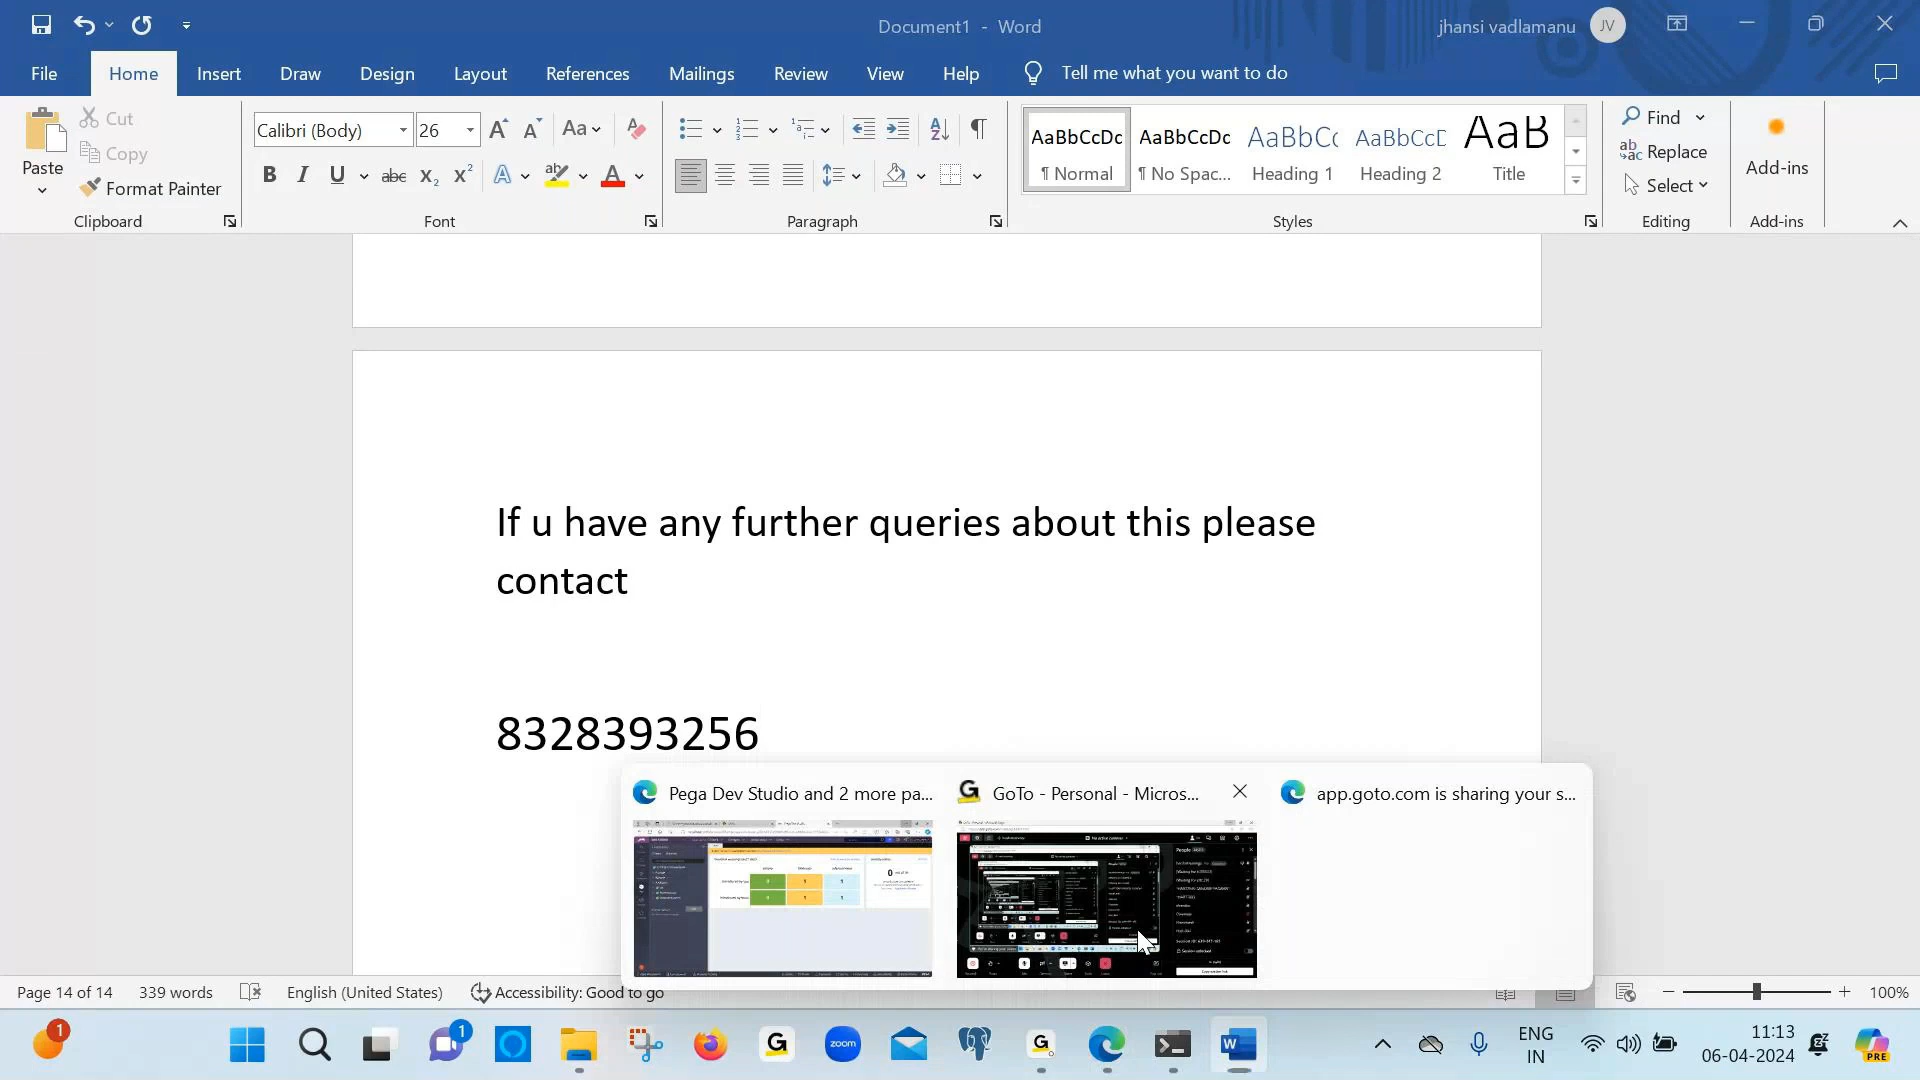 Document1 - Word
jhansi vadlamanu JV
File Home Insert Draw Design Layout References Mailings Review View Help Tell me what you want to do
Paste
Cut
Copy
Format Painter
Clipboard
Calibri (Body) 26
Font
Paragraph
AaBbCcDc AaBbCcDc AaBbC AaBbCcD AaB
¶ Normal ¶ No Spac... Heading 1 Heading 2 Title
Styles
Find
Replace
Select
Editing
Add-ins
Add-ins
If u have any further queries about this please
contact
8328393256
Pega Dev Studio and 2 more pa...
GoTo - Personal - Micros...
app.goto.com is sharing your s...
Page 14 of 14 339 words English (United States) Accessibility: Good to go 100%
1
1
zoom
ENG
IN
11:13
06-04-2024
PRE